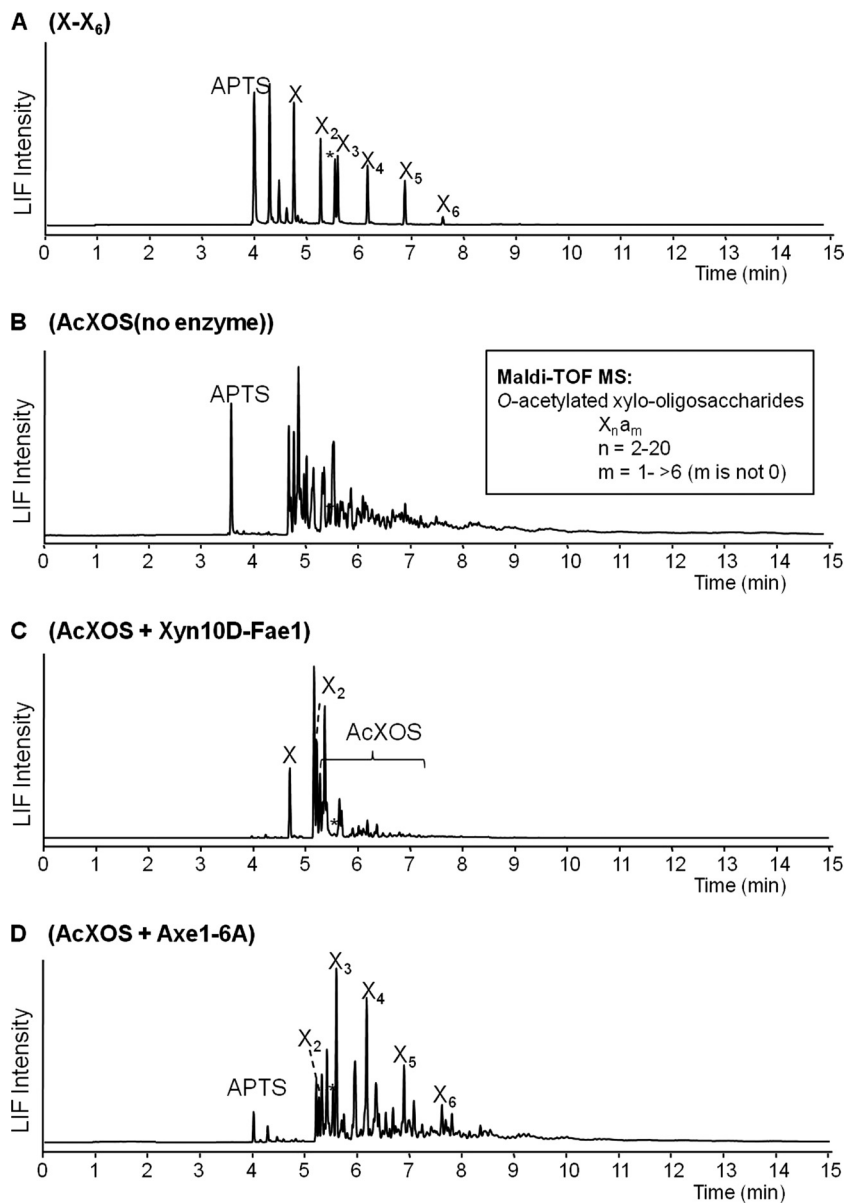 A (X-X6)
LIF Intensity
APTS X X2 * X3 X4 X5 X6
0 1 2 3 4 5 6 7 8 9 10 11 12 13 14 15
Time (min)
B (AcXOS(no enzyme))
LIF Intensity
APTS
Maldi-TOF MS:
O-acetylated xylo-oligosaccharides
Xnam
n = 2-20
m = 1- >6 (m is not 0)
0 1 2 3 4 5 6 7 8 9 10 11 12 13 14 15
Time (min)
C (AcXOS + Xyn10D-Fae1)
LIF Intensity
X X2 AcXOS
*
0 1 2 3 4 5 6 7 8 9 10 11 12 13 14 15
Time (min)
D (AcXOS + Axe1-6A)
LIF Intensity
APTS X2 * X3 X4 X5 X6
0 1 2 3 4 5 6 7 8 9 10 11 12 13 14 15
Time (min)